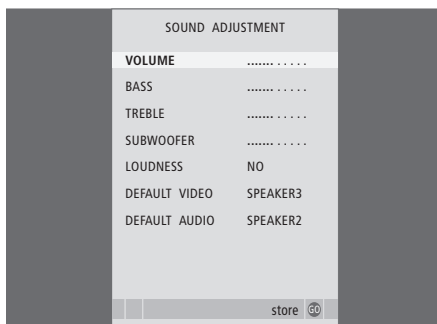 SOUND ADJUSTMENT
VOLUME ............
BASS ............
TREBLE ............
SUBWOOFER ............
LOUDNESS NO
DEFAULT VIDEO SPEAKER3
DEFAULT AUDIO SPEAKER2
store GO